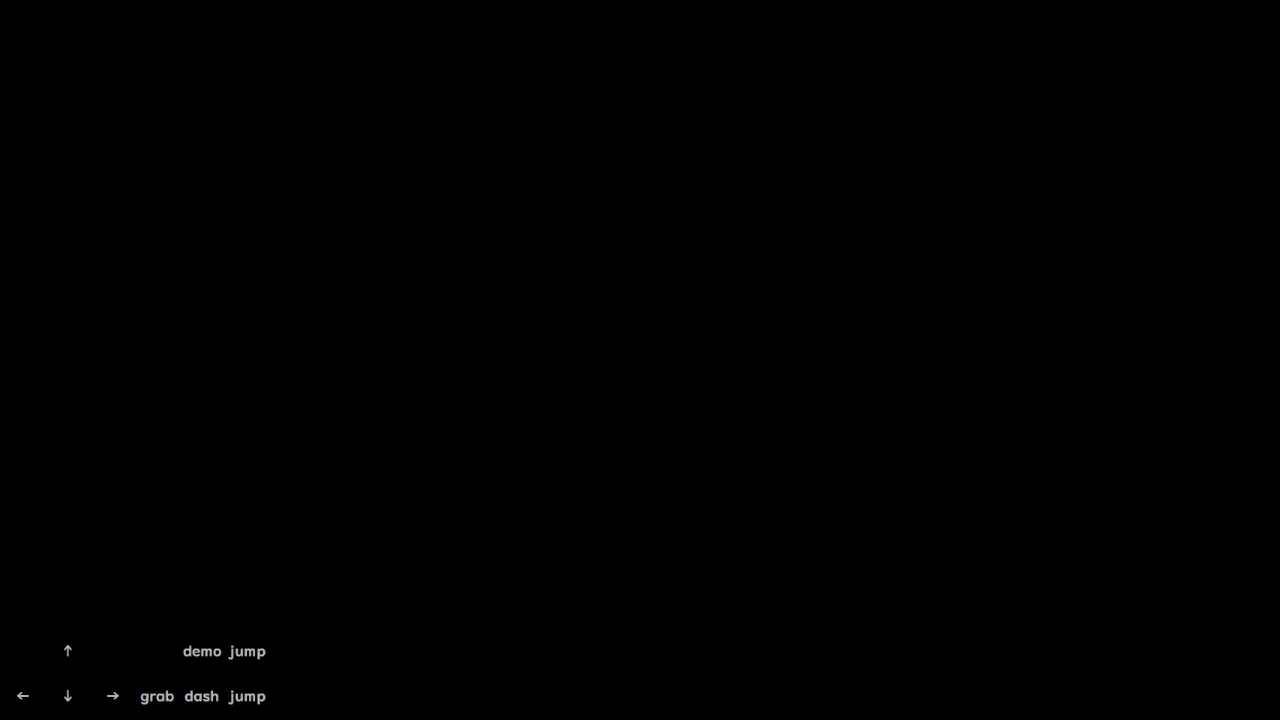 ↑ demo jump
← ↓ → grab dash jump